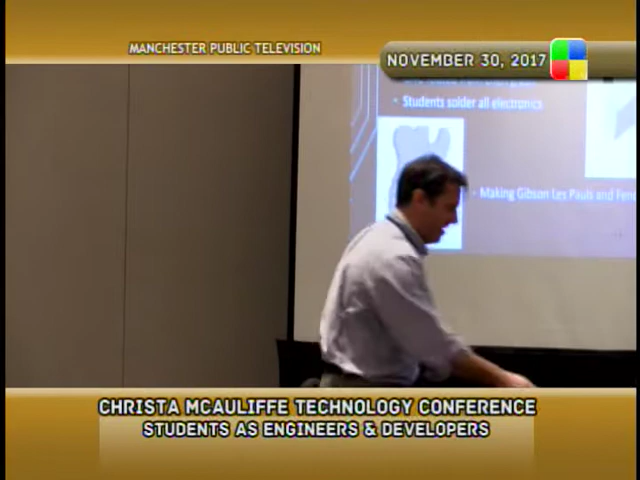 MANCHESTER PUBLIC TELEVISION
NOVEMBER 30, 2017
• Students solder all electronics
• Making Gibson Les Pauls and
CHRISTA MCAULIFFE TECHNOLOGY CONFERENCE
STUDENTS AS ENGINEERS & DEVELOPERS